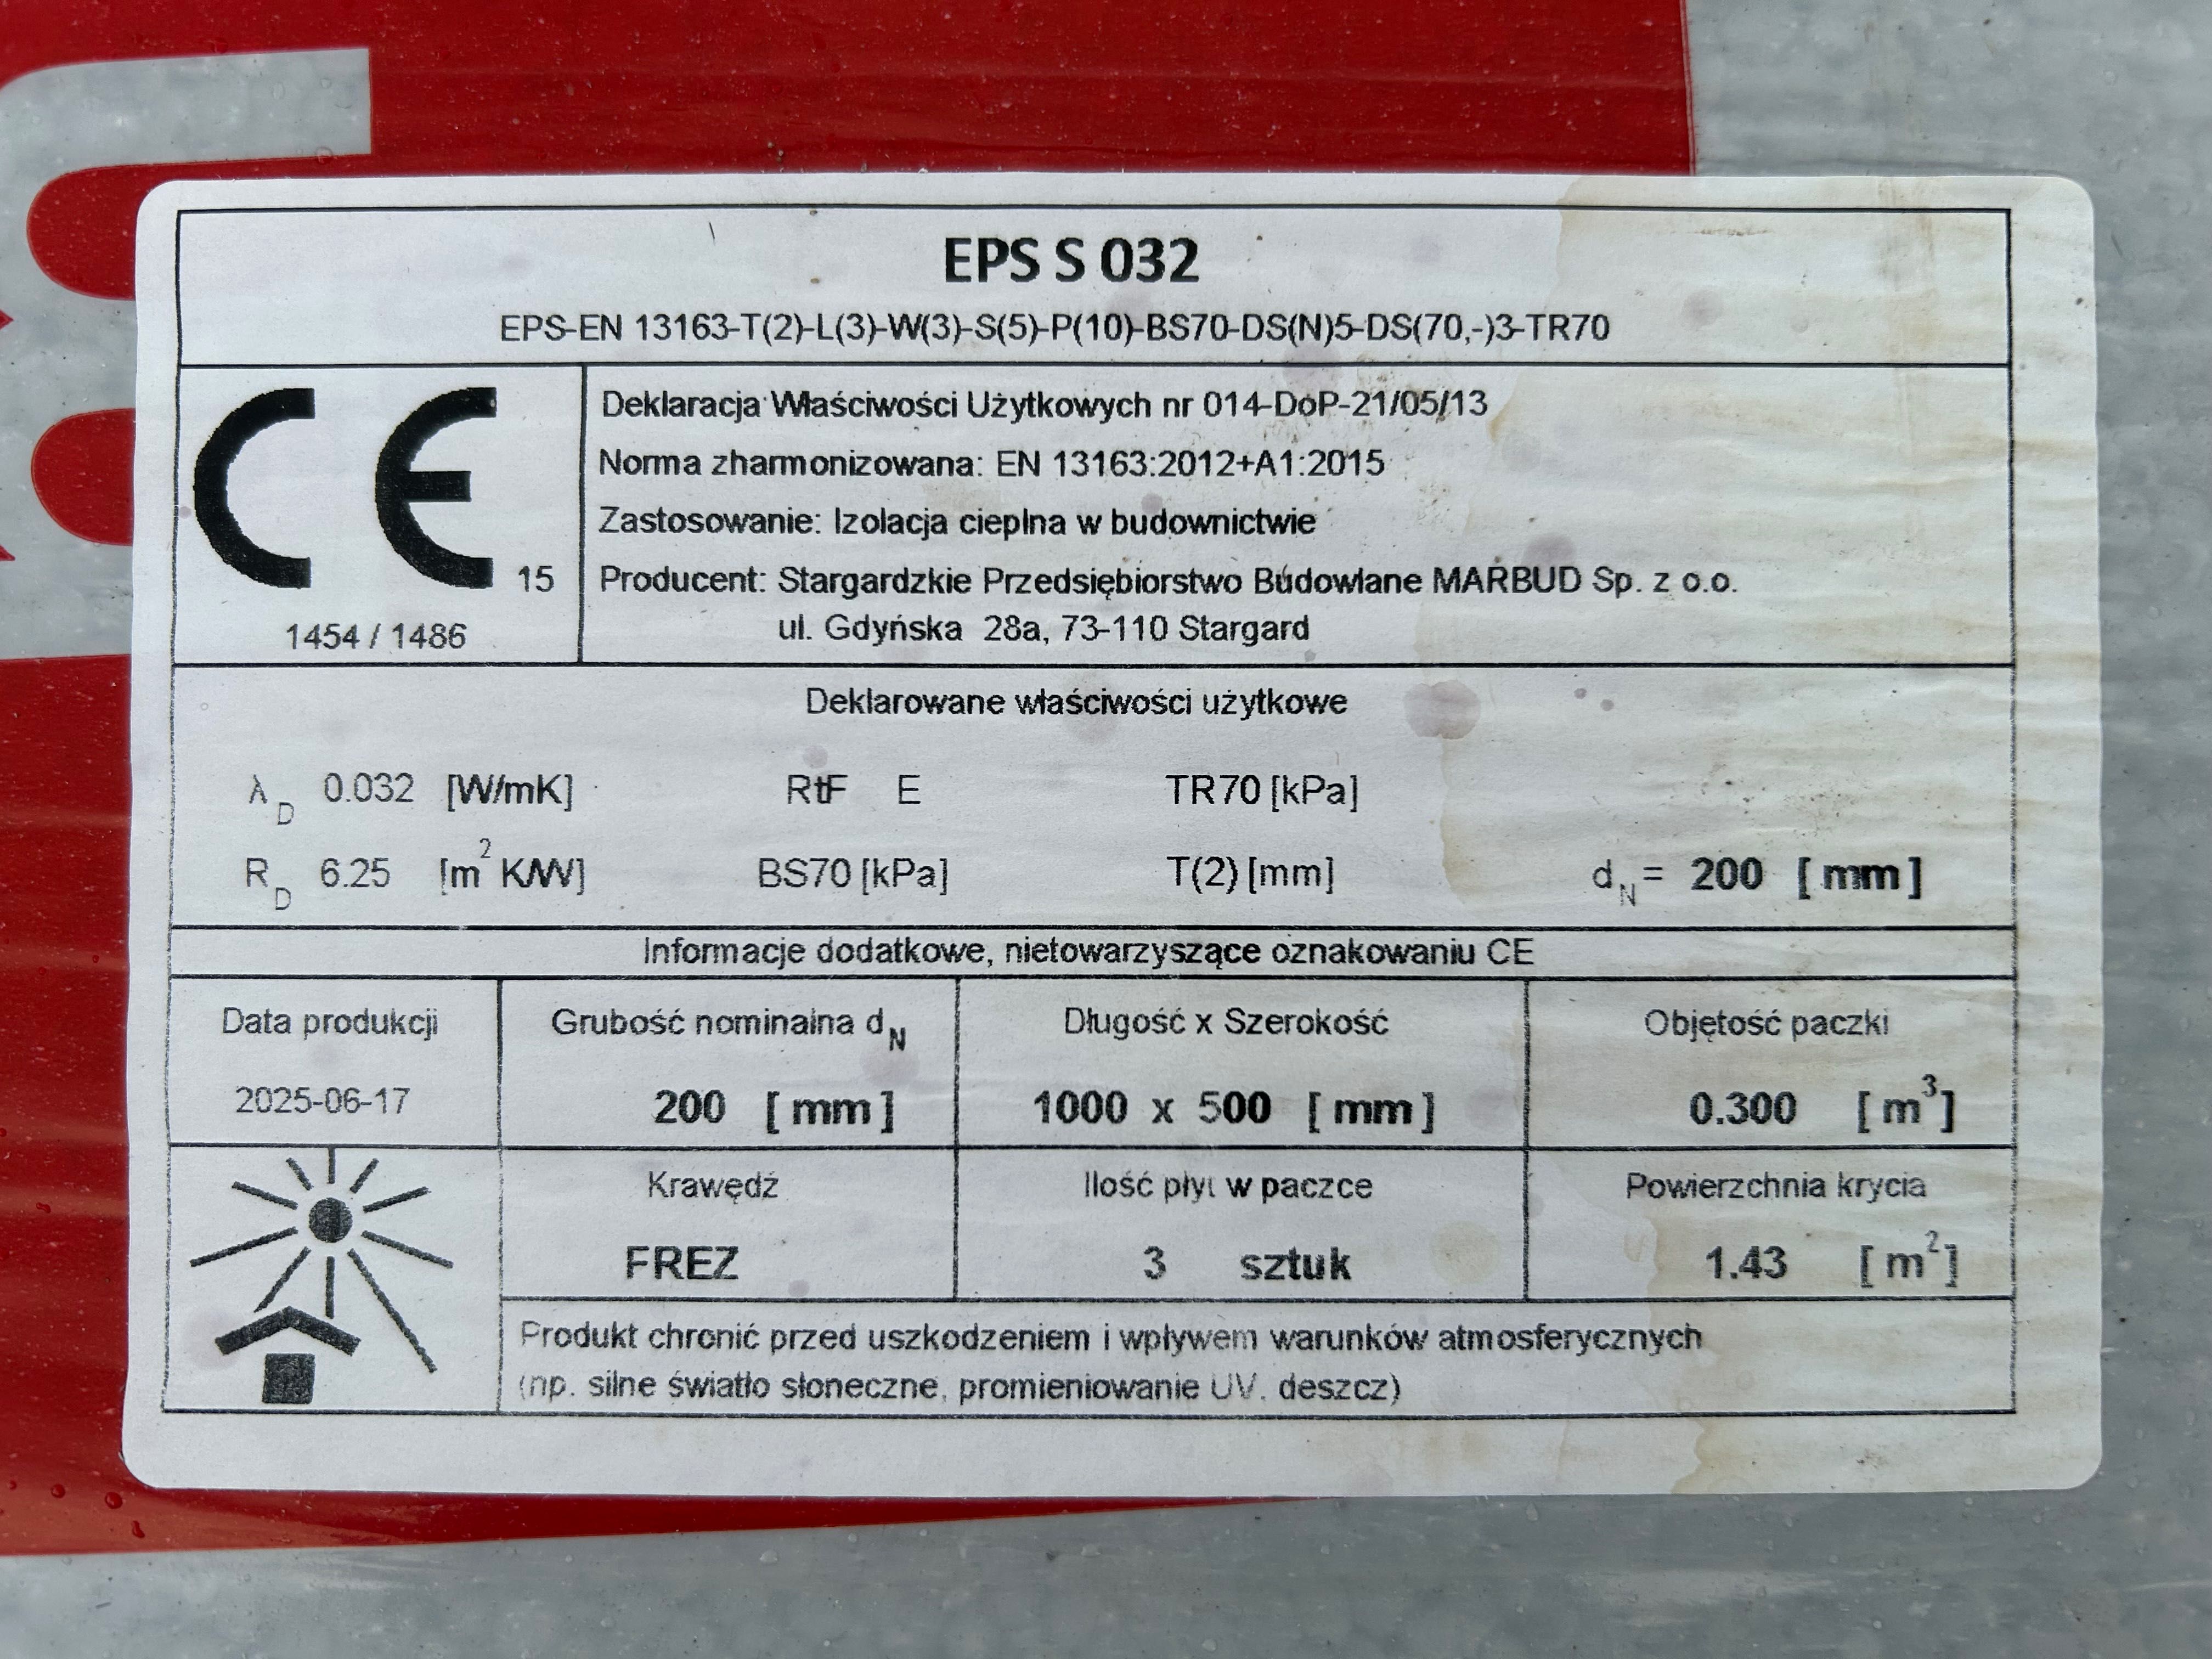 EPS S 032
EPS-EN 13163-T(2)-L(3)-W(3)-S(5)-P(10)-BS70-DS(N)5-DS(70,-)3-TR70
CE 15
1454 / 1486
Deklaracja Właściwości Użytkowych nr 014-DoP-21/05/13
Norma zharmonizowana: EN 13163:2012+A1:2015
Zastosowanie: Izolacja cieplna w budownictwie
Producent: Stargardzkie Przedsiębiorstwo Budowlane MARBUD Sp. z o.o.
ul. Gdyńska 28a, 73-110 Stargard
Deklarowane właściwości użytkowe
λD 0.032 [W/mK] RtF E TR70 [kPa]
RD 6.25 [m² K/W] BS70 [kPa] T(2) [mm] dN = 200 [ mm ]
Informacje dodatkowe, nietowarzyszące oznakowaniu CE
Data produkcji Grubość nominalna dN Długość x Szerokość Objętość paczki
2025-06-17 200 [ mm ] 1000 x 500 [ mm ] 0.300 [ m³ ]
Krawędź Ilość płyt w paczce Powierzchnia krycia
FREZ 3 sztuk 1.43 [ m² ]
Produkt chronić przed uszkodzeniem i wpływem warunków atmosferycznych
(np. silne światło słoneczne, promieniowanie UV. deszcz)